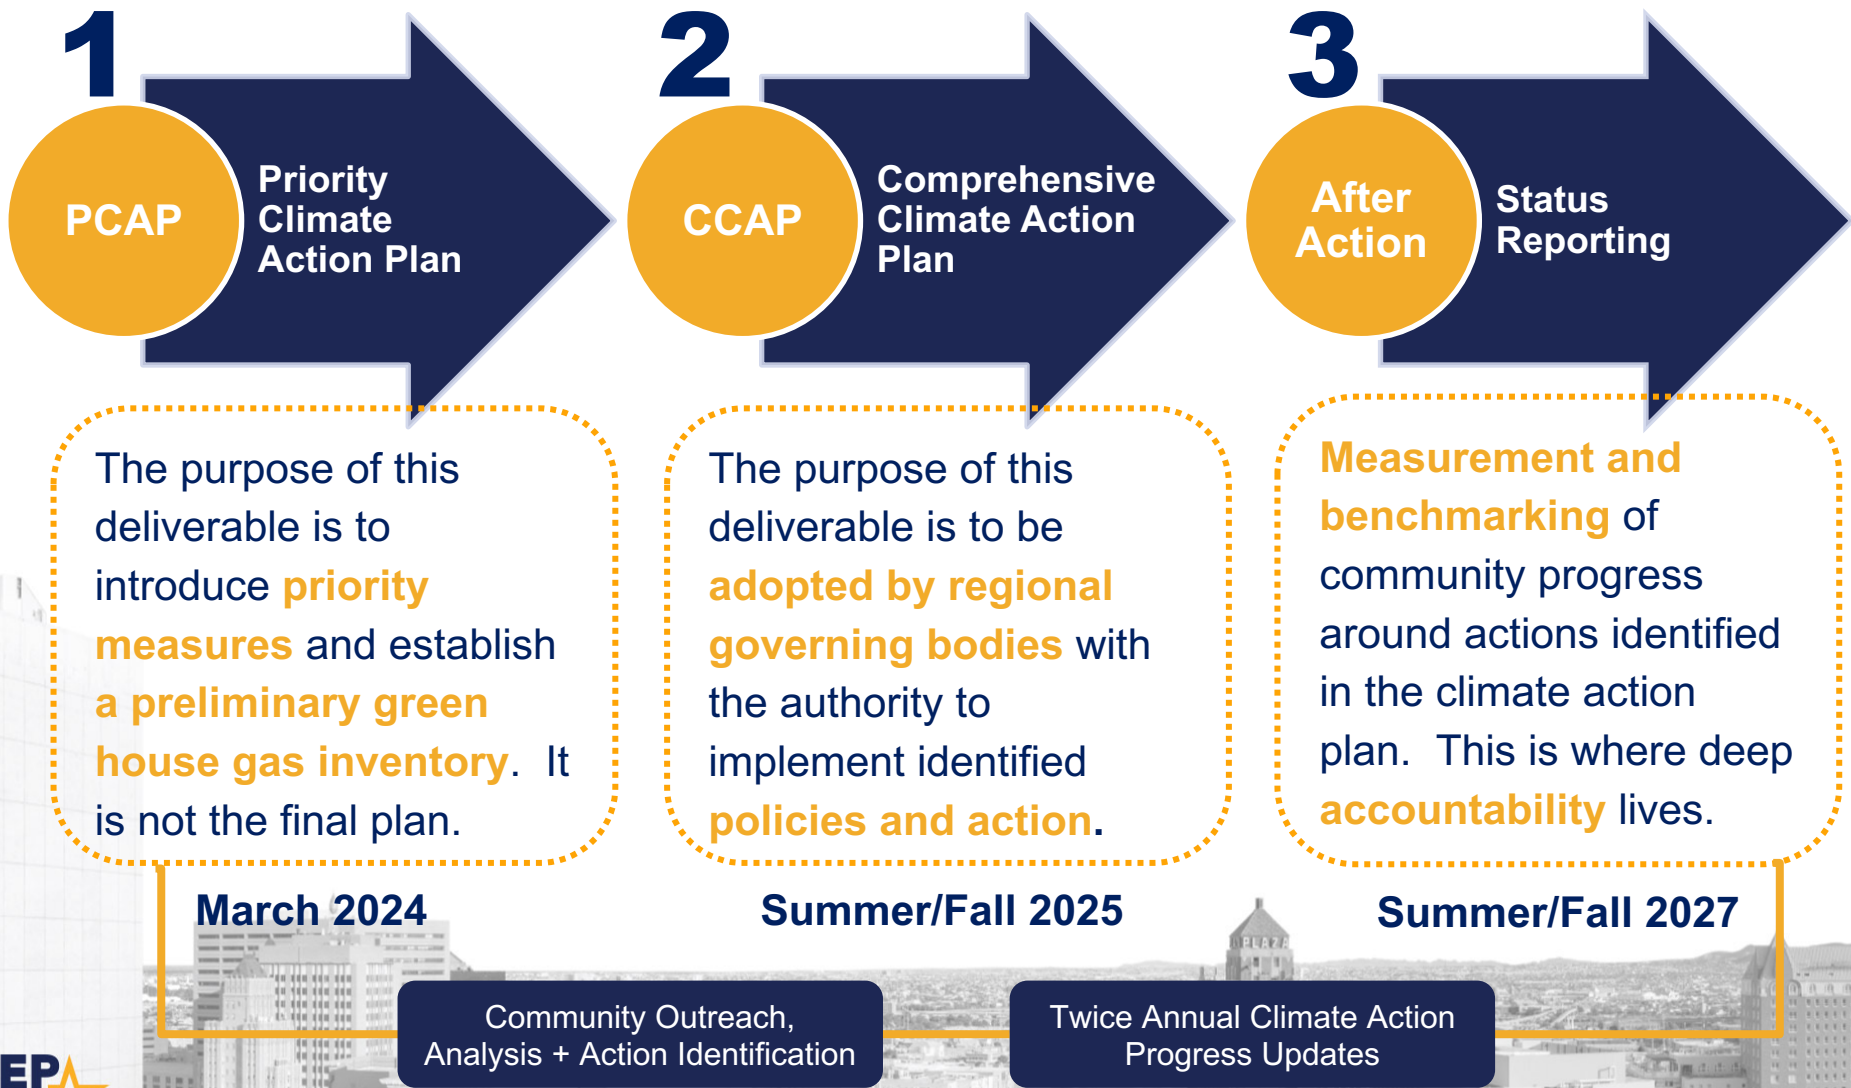 1
PCAP
Priority
Climate
Action Plan
The purpose of this
deliverable is to
introduce priority
measures and establish
a preliminary green
house gas inventory.  It
is not the final plan.
March 2024
2
CCAP
Comprehensive
Climate Action
Plan
The purpose of this
deliverable is to be
adopted by regional
governing bodies with
the authority to
implement identified
policies and action.
Summer/Fall 2025
3
After
Action
Status
Reporting
Measurement and
benchmarking of
community progress
around actions identified
in the climate action
plan.  This is where deep
accountability lives.
Summer/Fall 2027
Community Outreach,
Analysis + Action Identification
Twice Annual Climate Action
Progress Updates
PLAZA
EP